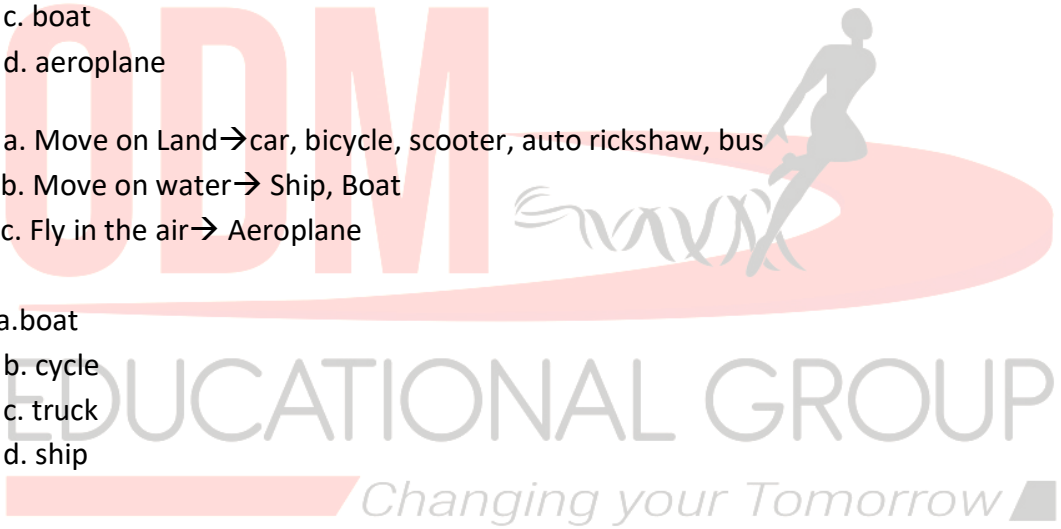 c. boat
d. aeroplane
a. Move on Land→car, bicycle, scooter, auto rickshaw, bus
b. Move on water→ Ship, Boat
c. Fly in the air→ Aeroplane
a.boat
b. cycle
c. truck
d. ship
ODM
EDUCATIONAL GROUP
Changing your Tomorrow